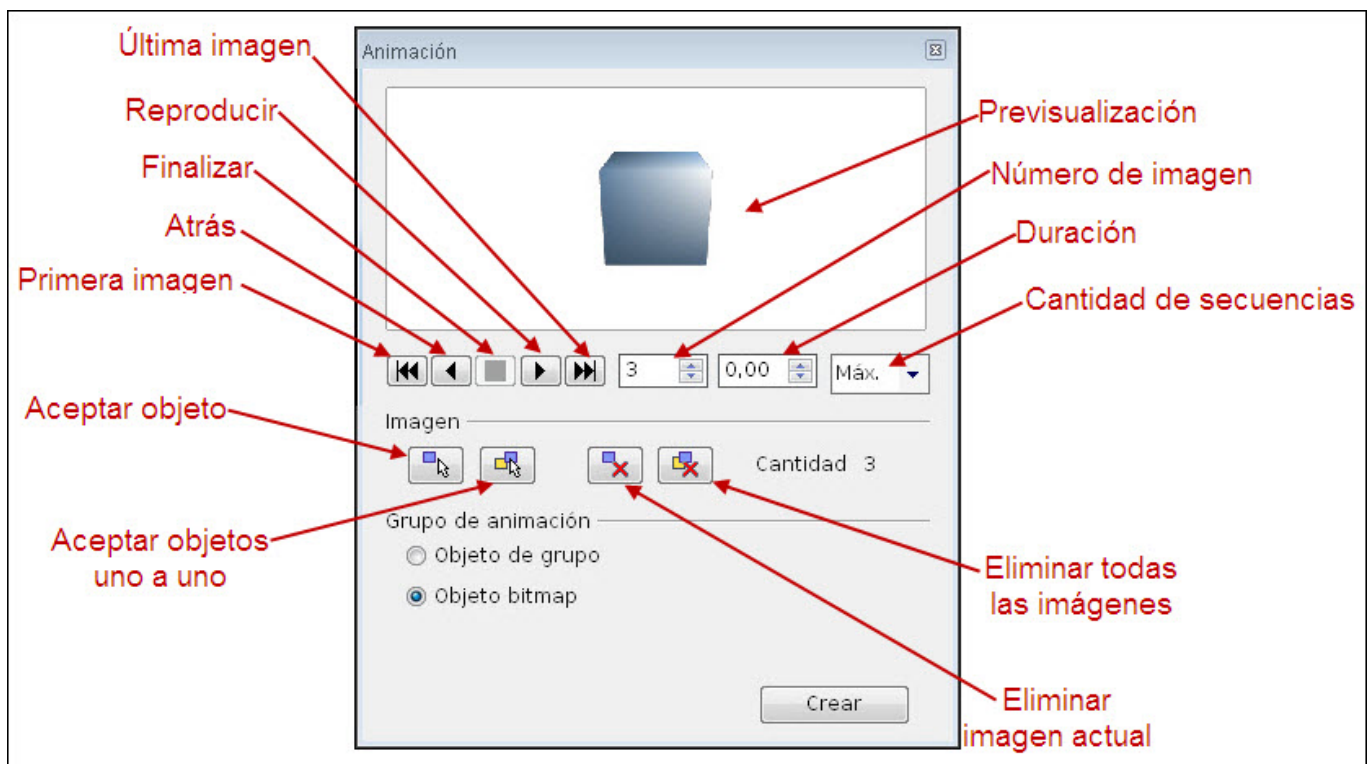 Última imagen
Animación
Reproducir
Previsualización
Finalizar
Número de imagen
Atrás
Duración
Primera imagen
Cantidad de secuencias
3
0,00
Máx.
Aceptar objeto
Imagen
Cantidad 3
Grupo de animación
Aceptar objetos
uno a uno
Objeto de grupo
Objeto bitmap
Eliminar todas
las imágenes
Crear
Eliminar
imagen actual